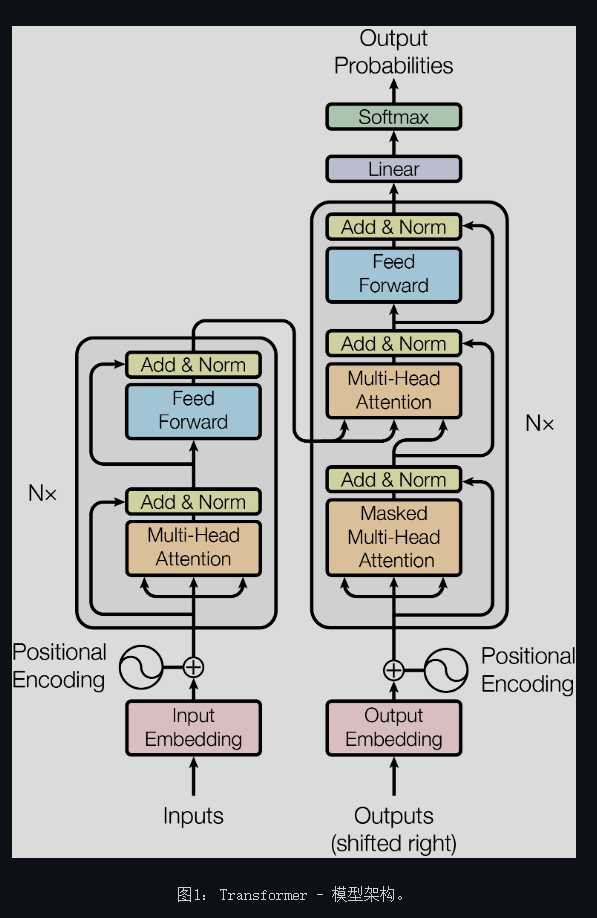 Output
Probabilities
Softmax
Linear
Add & Norm
Feed
Forward
Add & Norm
Multi-Head
Attention
Add & Norm
Masked
Multi-Head
Attention
N×
Add & Norm
Feed
Forward
N×
Add & Norm
Multi-Head
Attention
Positional
Encoding
Positional
Encoding
Input
Embedding
Output
Embedding
Inputs
Outputs
(shifted right)
图1: Transformer - 模型架构。